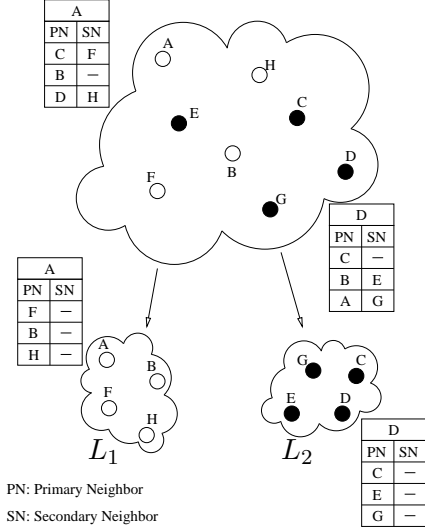 A
PN SN
C F
B –
D H
A
H
E
C
B
D
F
G
D
PN SN
C –
B E
A G
A
PN SN
F –
B –
H –
A
B
F
H
G
C
E
D
L1
L2
D
PN SN
C –
E –
G –
PN: Primary Neighbor
SN: Secondary Neighbor